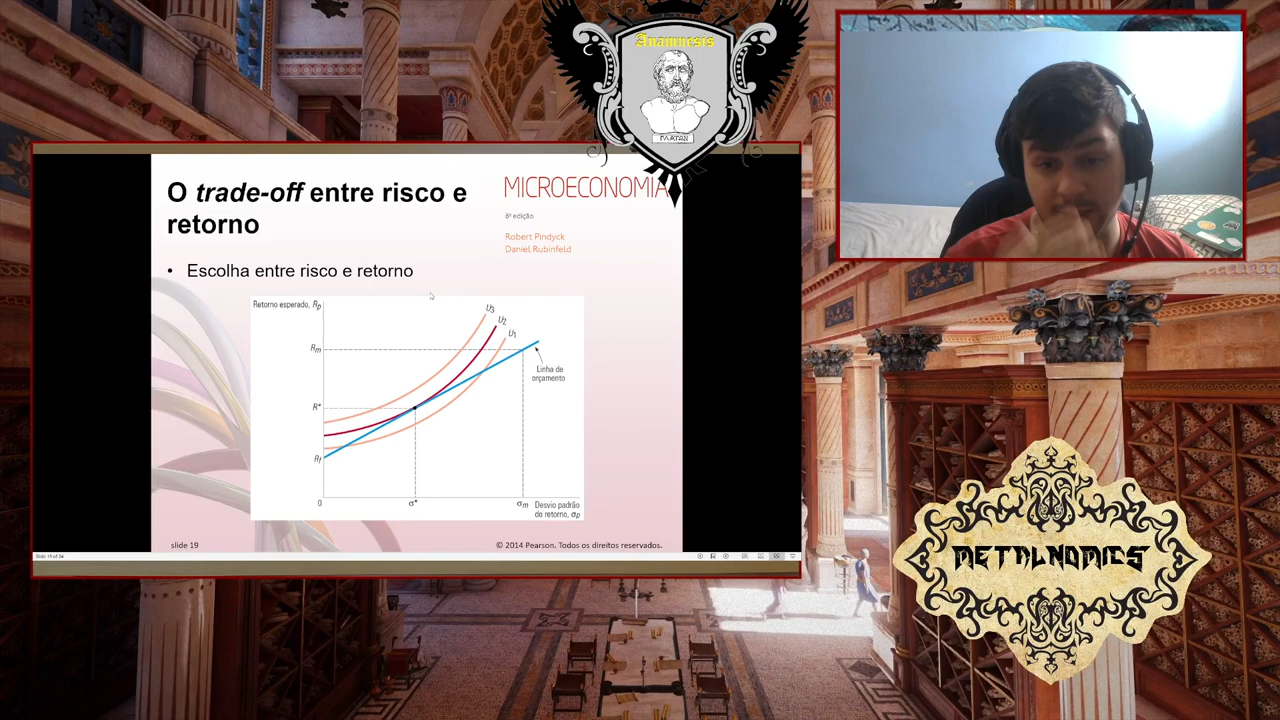 Anamnesis
PLATON
O trade-off entre risco e
retorno
MICROECONOMIA
8ª edição
Robert Pindyck
Daniel Rubinfeld
• Escolha entre risco e retorno
Retorno esperado, Rp
U3
U2
U1
Rm
Linha de
orçamento
R*
Rf
0
σ*
σm
Desvio padrão
do retorno, σp
slide 19
© 2014 Pearson. Todos os direitos reservados.
METALNOMICS